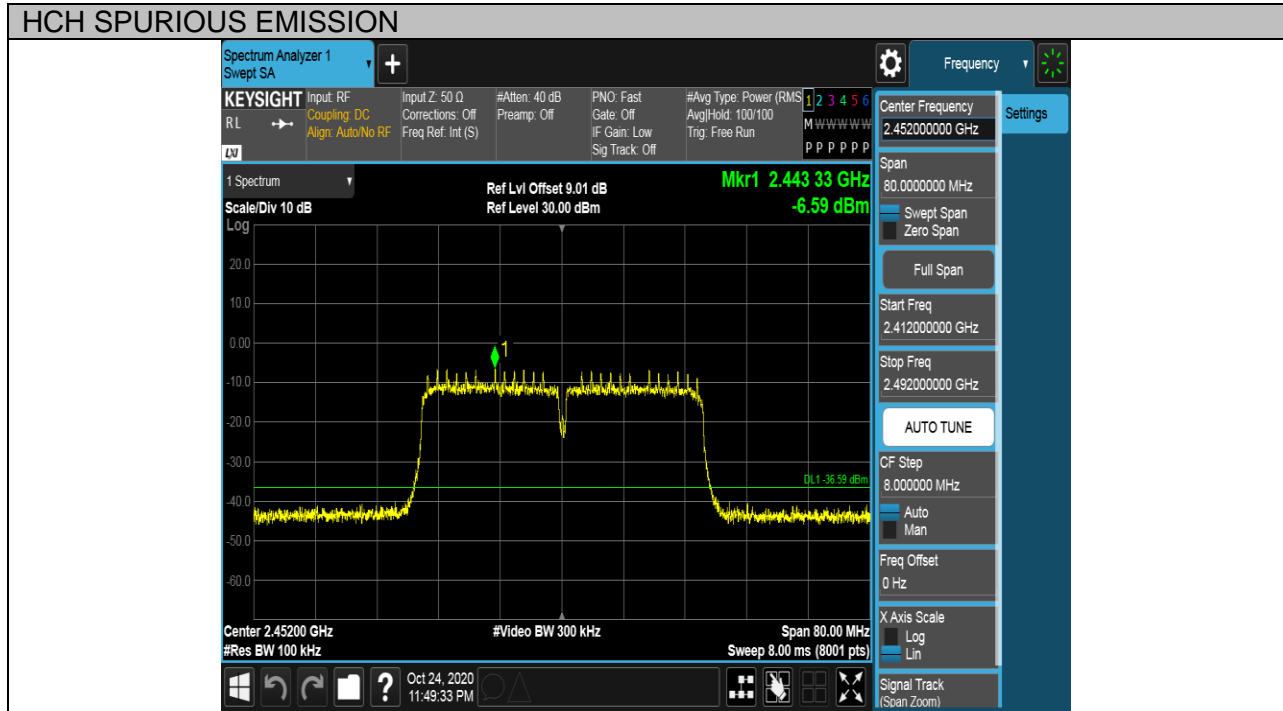 HCH SPURIOUS EMISSION
Spectrum Analyzer 1
Swept SA
+
Frequency
KEYSIGHT
RL
LXI
Input: RF
Coupling: DC
Align: Auto/No RF
Input Z: 50 Ω
Corrections: Off
Freq Ref: Int (S)
#Atten: 40 dB
Preamp: Off
PNO: Fast
Gate: Off
IF Gain: Low
Sig Track: Off
#Avg Type: Power (RMS
Avg|Hold: 100/100
Trig: Free Run
1 2 3 4 5 6
M W W W W W
P P P P P P
1 Spectrum
Scale/Div 10 dB
Log
Ref Lvl Offset 9.01 dB
Ref Level 30.00 dBm
Mkr1 2.443 33 GHz
-6.59 dBm
20.0
10.0
0.00
-10.0
-20.0
-30.0
-40.0
-50.0
-60.0
1
DL1 -36.59 dBm
Center 2.45200 GHz
#Res BW 100 kHz
#Video BW 300 kHz
Span 80.00 MHz
Sweep 8.00 ms (8001 pts)
?
Oct 24, 2020
11:49:33 PM
Center Frequency
2.452000000 GHz
Settings
Span
80.0000000 MHz
Swept Span
Zero Span
Full Span
Start Freq
2.412000000 GHz
Stop Freq
2.492000000 GHz
AUTO TUNE
CF Step
8.000000 MHz
Auto
Man
Freq Offset
0 Hz
X Axis Scale
Log
Lin
Signal Track
(Span Zoom)